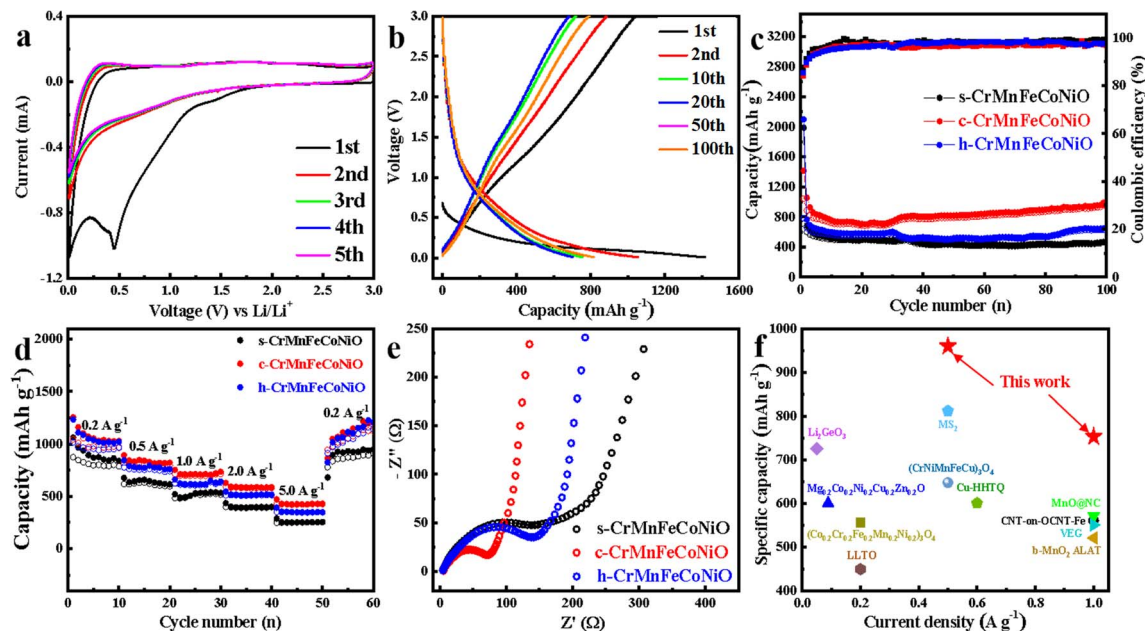 a
Current (mA)
0.4
0.0
-0.4
-0.8
-1.2
0.0 0.5 1.0 1.5 2.0 2.5 3.0
Voltage (V) vs Li/Li⁺
1st
2nd
3rd
4th
5th
b
Voltage (V)
3.0
2.5
2.0
1.5
1.0
0.5
0.0
0 400 800 1200 1600
Capacity (mAh g⁻¹)
1st
2nd
10th
20th
50th
100th
c
Capacity(mAh g⁻¹)
3200
2800
2400
2000
1600
1200
800
400
0
0 20 40 60 80 100
Cycle number (n)
100
80
60
40
20
0
Coulombic efficiency (%)
s-CrMnFeCoNiO
c-CrMnFeCoNiO
h-CrMnFeCoNiO
d
Capacity (mAh g⁻¹)
2000
1500
1000
500
0
0 10 20 30 40 50 60
Cycle number (n)
s-CrMnFeCoNiO
c-CrMnFeCoNiO
h-CrMnFeCoNiO
0.2 A g⁻¹
0.5 A g⁻¹
1.0 A g⁻¹
2.0 A g⁻¹
5.0 A g⁻¹
0.2 A g⁻¹
e
- Z'' (Ω)
250
200
150
100
50
0
0 100 200 300 400
Z' (Ω)
s-CrMnFeCoNiO
c-CrMnFeCoNiO
h-CrMnFeCoNiO
f
Specific capacity (mAh g⁻¹)
1000
900
800
700
600
500
400
0.0 0.2 0.4 0.6 0.8 1.0
Current density (A g⁻¹)
This work
MS₂
Li₂GeO₃
(CrNiMnFeCu)₃O₄
Mg₀.₂Co₀.₂Ni₀.₂Cu₀.₂Zn₀.₂O
Cu-HHTQ
MnO@NC
CNT-on-OCNT-Fe
VEG
(Co₀.₂Cr₀.₂Fe₀.₂Mn₀.₂Ni₀.₂)₃O₄
b-MnO₂ ALAT
LLTO